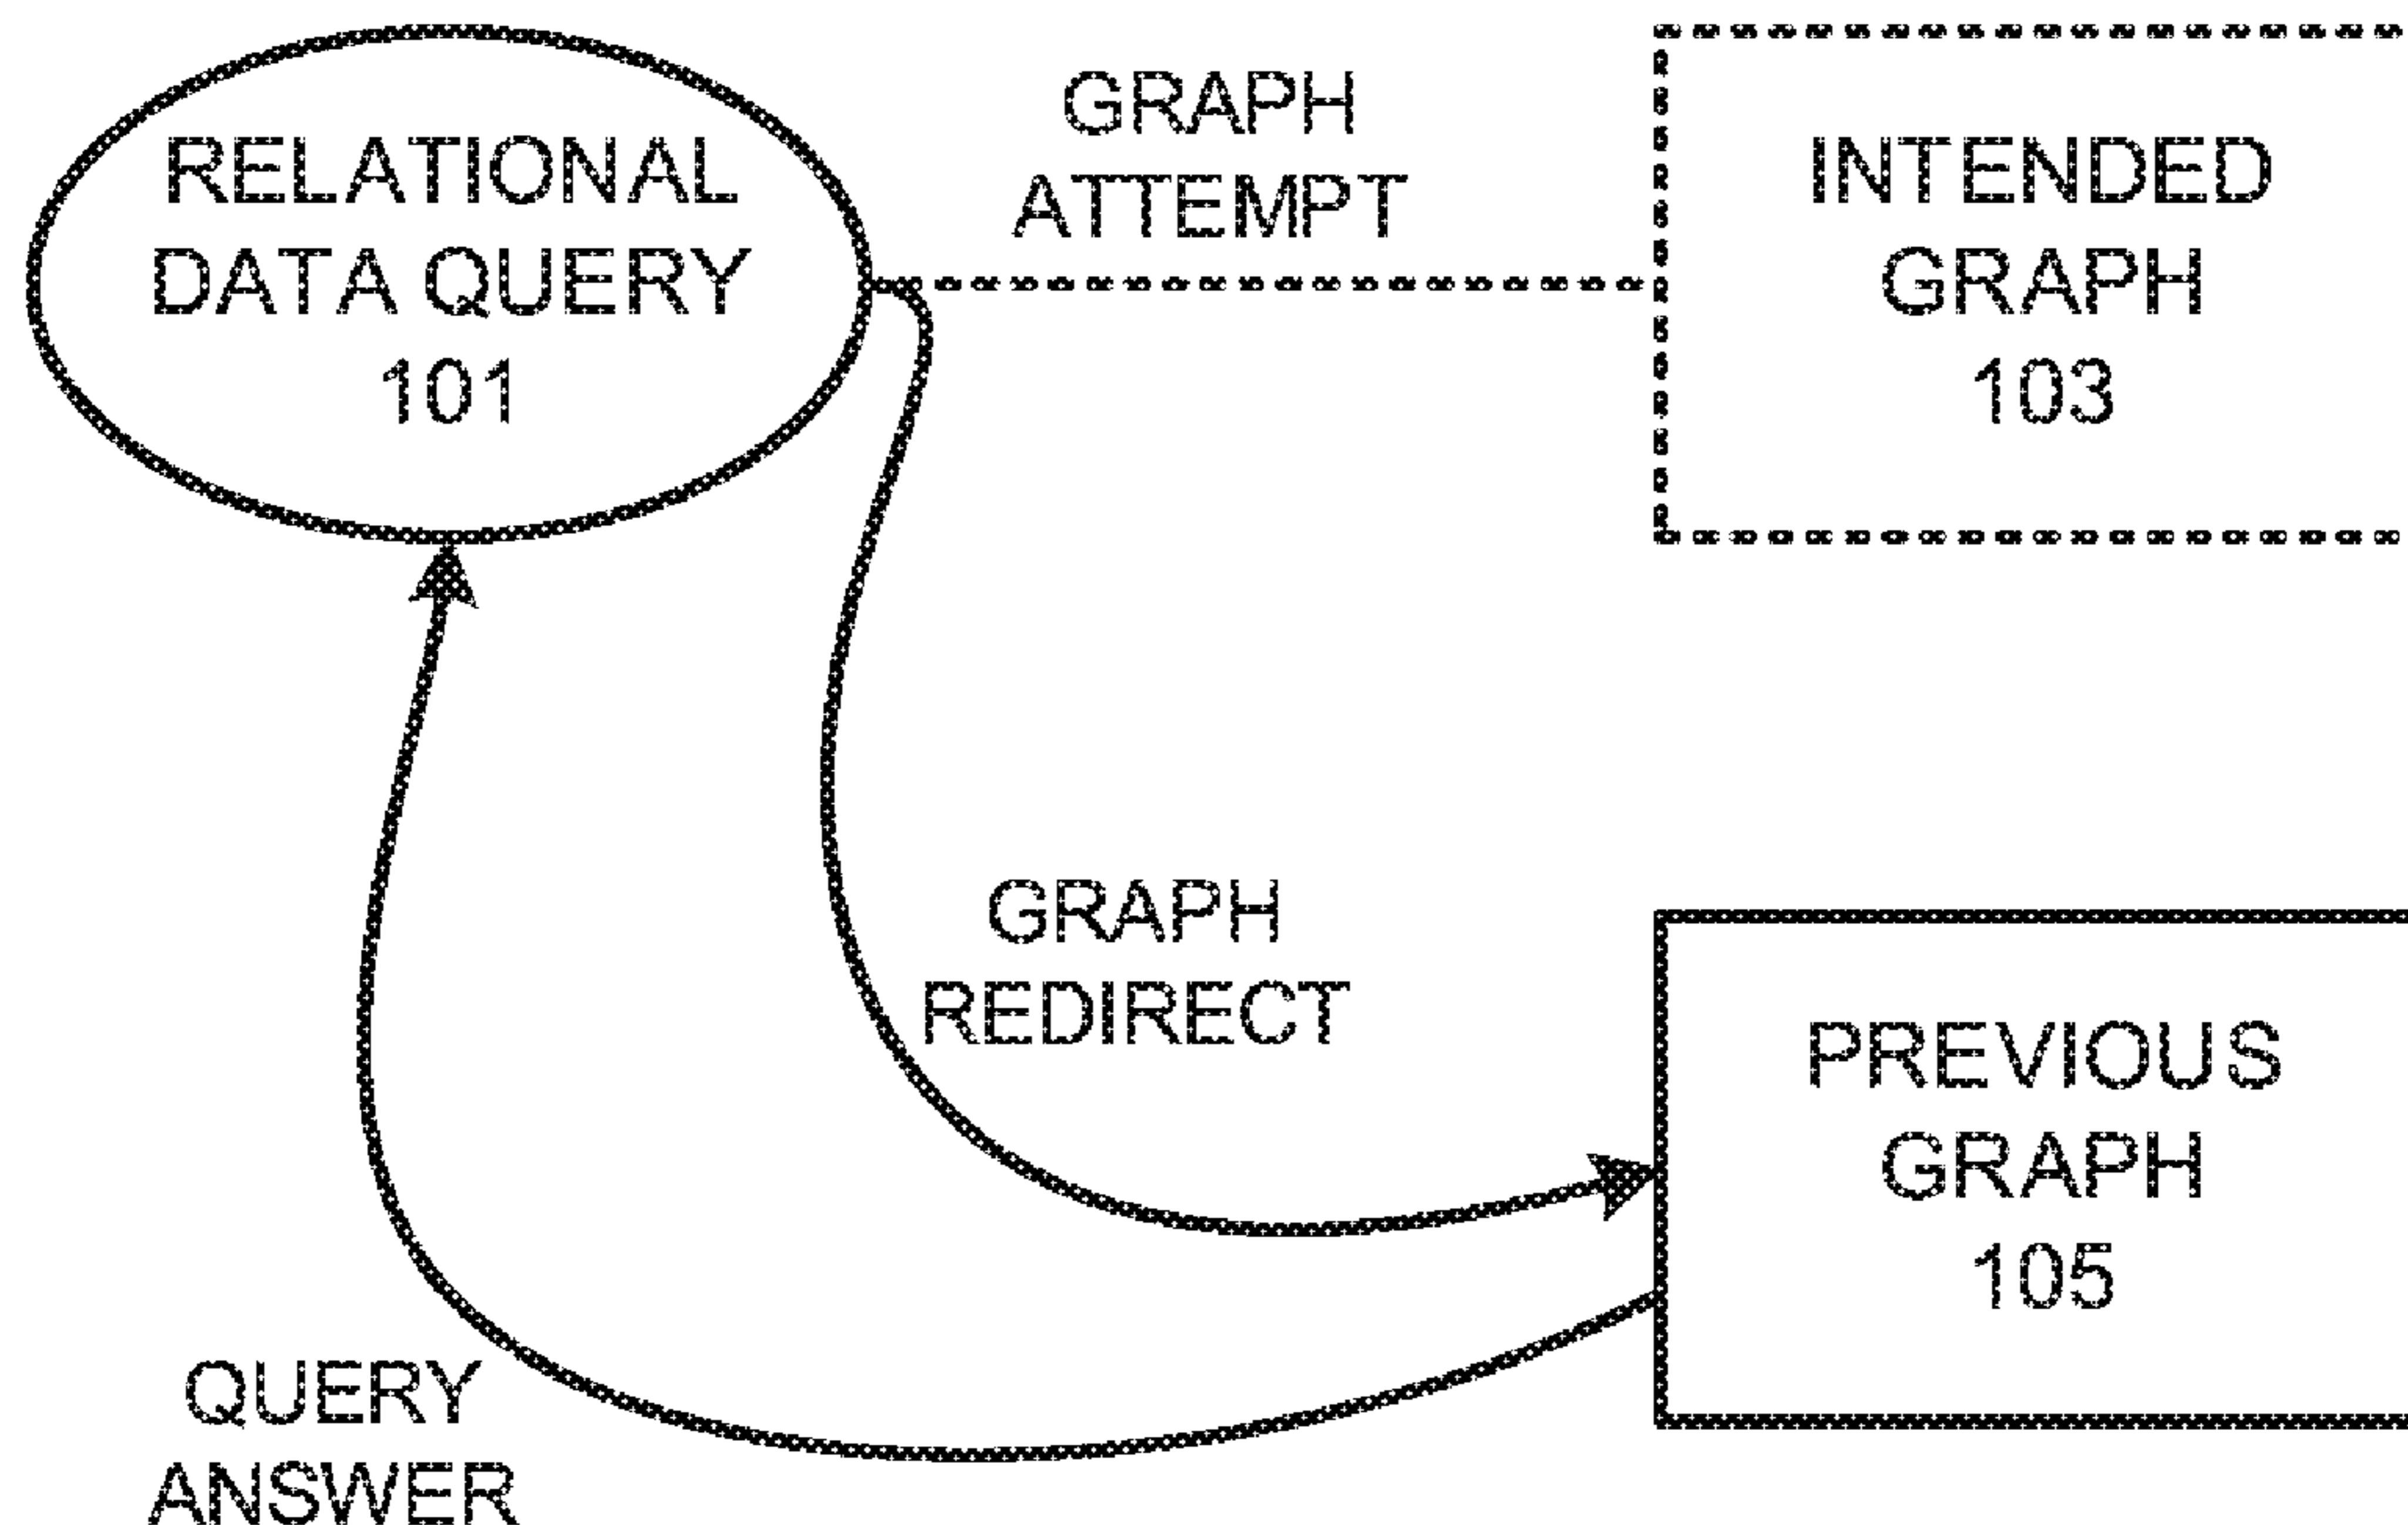 RELATIONAL
DATA QUERY
101
GRAPH
ATTEMPT
INTENDED
GRAPH
103
GRAPH
REDIRECT
PREVIOUS
GRAPH
105
QUERY
ANSWER